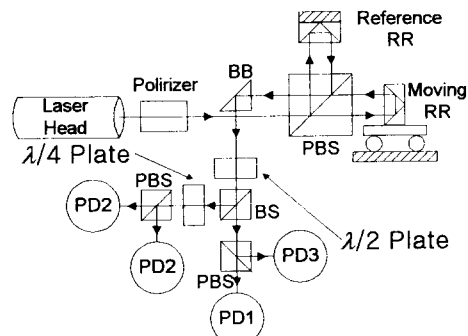 Reference
RR
Polirizer
BB
Moving
RR
Laser
Head
PBS
λ/4 Plate
PBS
PD2
BS
λ/2 Plate
PD2
PD3
PBS
PD1